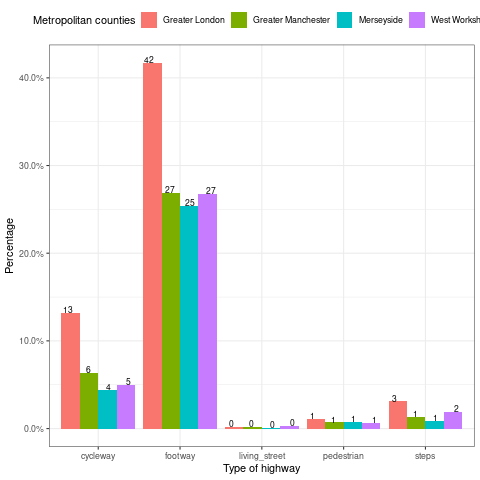 Metropolitan counties Greater London Greater Manchester Merseyside West Worksh
42
40.0%
30.0%
27 25 27
20.0%
13
10.0%
6 4 5
0 0 0 0
1 1 1 1
3 1 1 2
0.0%
cycleway footway living_street pedestrian steps
Type of highway
Percentage